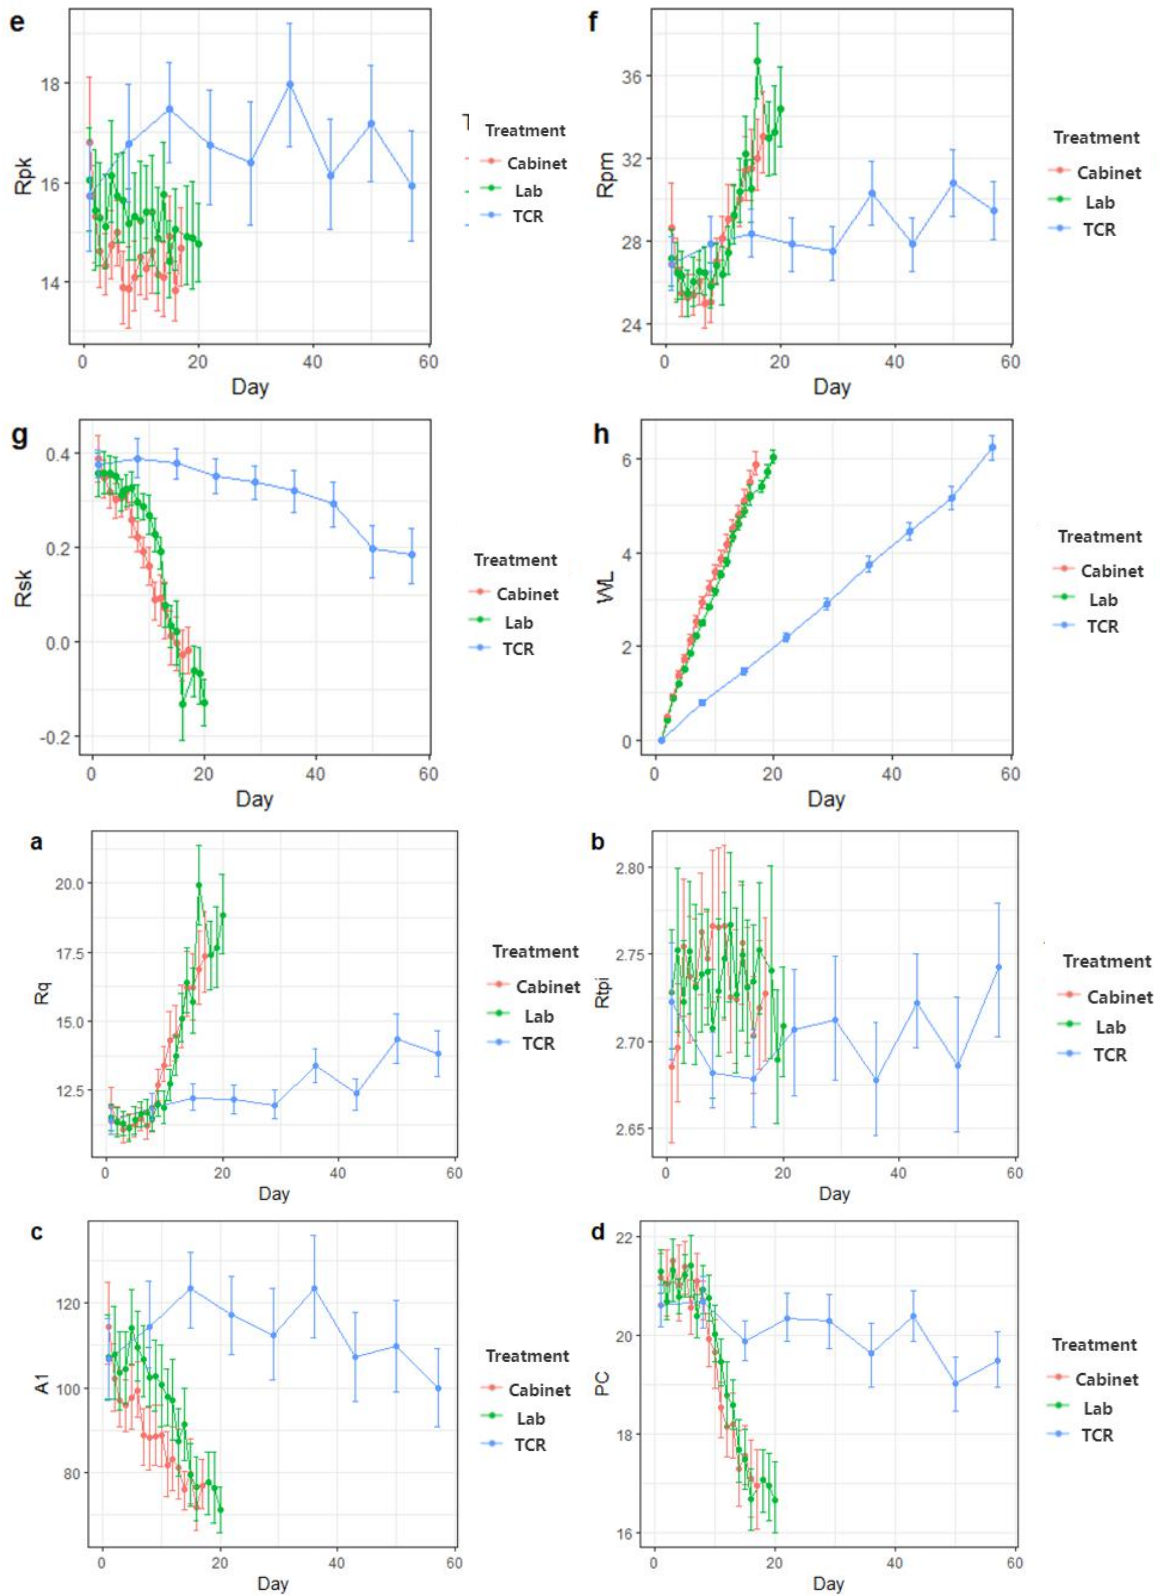 e
Rpk
18
16
14
0 20 40 60
Day
Treatment
Cabinet
Lab
TCR
f
Rpm
36
32
28
24
0 20 40 60
Day
Treatment
Cabinet
Lab
TCR
g
Rsk
0.4
0.2
0.0
-0.2
0 20 40 60
Day
Treatment
Cabinet
Lab
TCR
h
WL
6
4
2
0
0 20 40 60
Day
Treatment
Cabinet
Lab
TCR
a
Rq
20.0
17.5
15.0
12.5
0 20 40 60
Day
Treatment
Cabinet
Lab
TCR
b
Rtpi
2.80
2.75
2.70
2.65
0 20 40 60
Day
Treatment
Cabinet
Lab
TCR
c
A1
120
100
80
0 20 40 60
Day
Treatment
Cabinet
Lab
TCR
d
PC
22
20
18
16
0 20 40 60
Day
Treatment
Cabinet
Lab
TCR